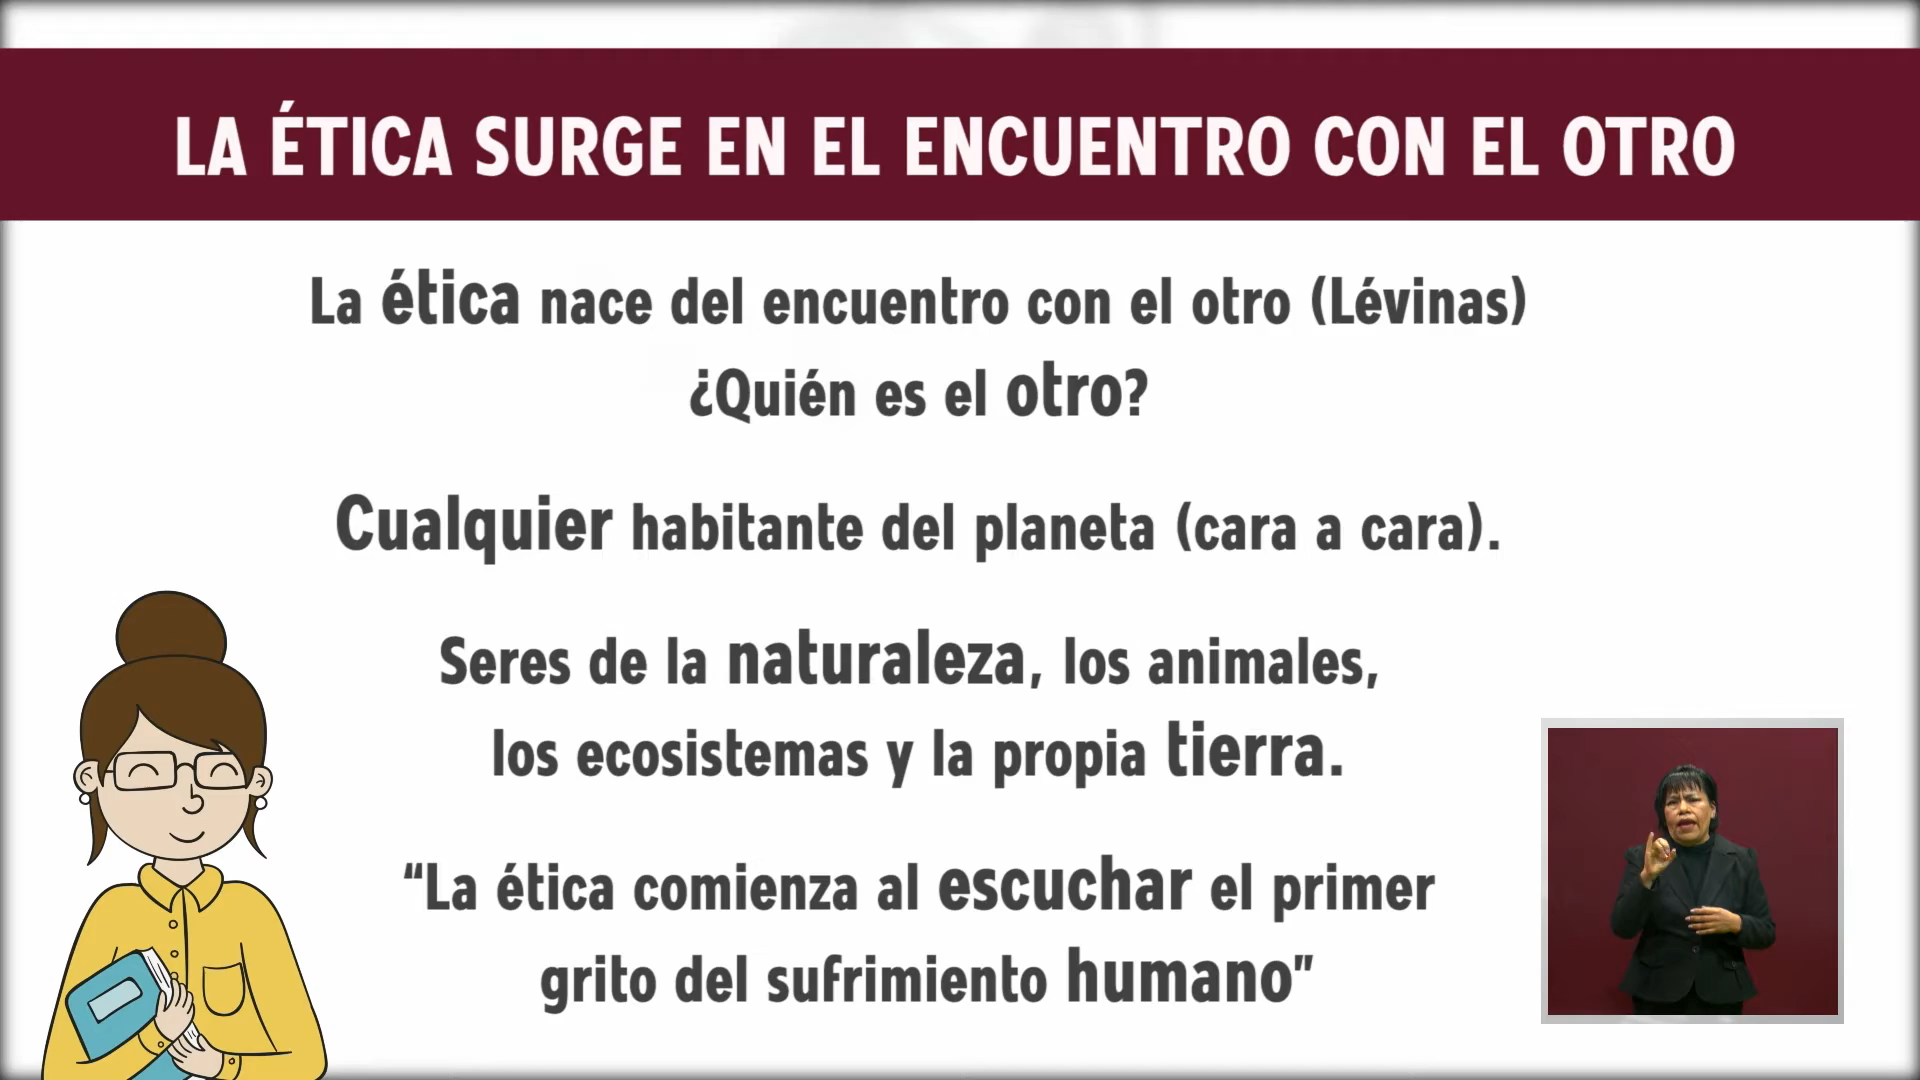 LA ÉTICA SURGE EN EL ENCUENTRO CON EL OTRO
La ética nace del encuentro con el otro (Lévinas)
¿Quién es el otro?
Cualquier habitante del planeta (cara a cara).
Seres de la naturaleza, los animales,
los ecosistemas y la propia tierra.
“La ética comienza al escuchar el primer
grito del sufrimiento humano”